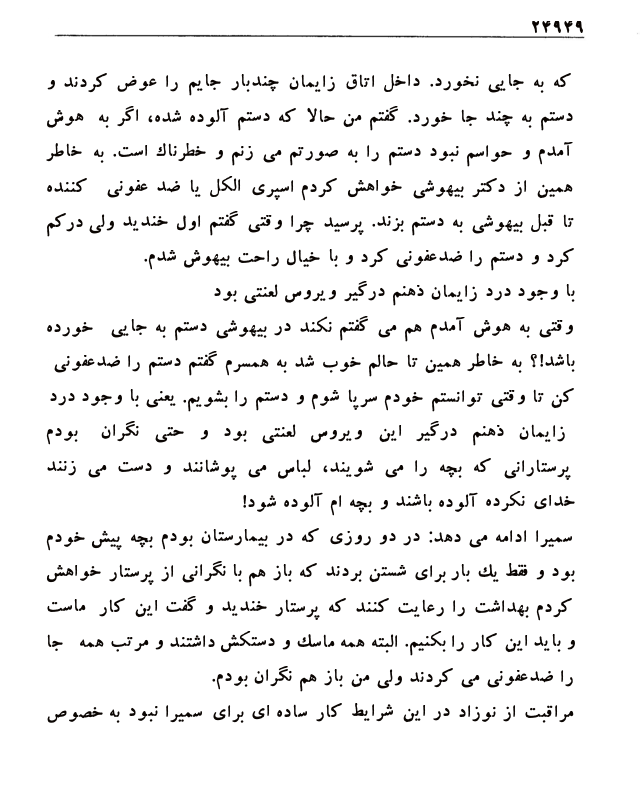 ۲۴۹۴۹
که به جایی نخورد. داخل اتاق زایمان چندبار جایم را عوض کردند و
دستم به چند جا خورد. گفتم من حالا که دستم آلوده شده، اگر به هوش
آمدم و حواسم نبود دستم را به صورتم می زنم و خطرناك است. به خاطر
همین از دکتر بیهوشی خواهش کردم اسپری الکل یا ضد عفونی کننده
تا قبل بیهوشی به دستم بزند. پرسید چرا وقتی گفتم اول خندید ولی درکم
کرد و دستم را ضدعفونی کرد و با خیال راحت بیهوش شدم.
با وجود درد زایمان ذهنم درگیر ویروس لعنتی بود
وقتی به هوش آمدم هم می گفتم نکند در بیهوشی دستم به جایی خورده
باشد!؟ به خاطر همین تا حالم خوب شد به همسرم گفتم دستم را ضدعفونی
کن تا وقتی توانستم خودم سرپا شوم و دستم را بشویم. یعنی با وجود درد
زایمان ذهنم درگیر این ویروس لعنتی بود و حتی نگران بودم
پرستارانی که بچه را می شویند، لباس می پوشانند و دست می زنند
خدای نکرده آلوده باشند و بچه ام آلوده شود!
سمیرا ادامه می دهد: در دو روزی که در بیمارستان بودم بچه پیش خودم
بود و فقط یك بار برای شستن بردند که باز هم با نگرانی از پرستار خواهش
کردم بهداشت را رعایت کنند که پرستار خندید و گفت این کار ماست
و باید این کار را بکنیم. البته همه ماسك و دستکش داشتند و مرتب همه جا
را ضدعفونی می کردند ولی من باز هم نگران بودم.
مراقبت از نوزاد در این شرایط کار ساده ای برای سمیرا نبود به خصوص